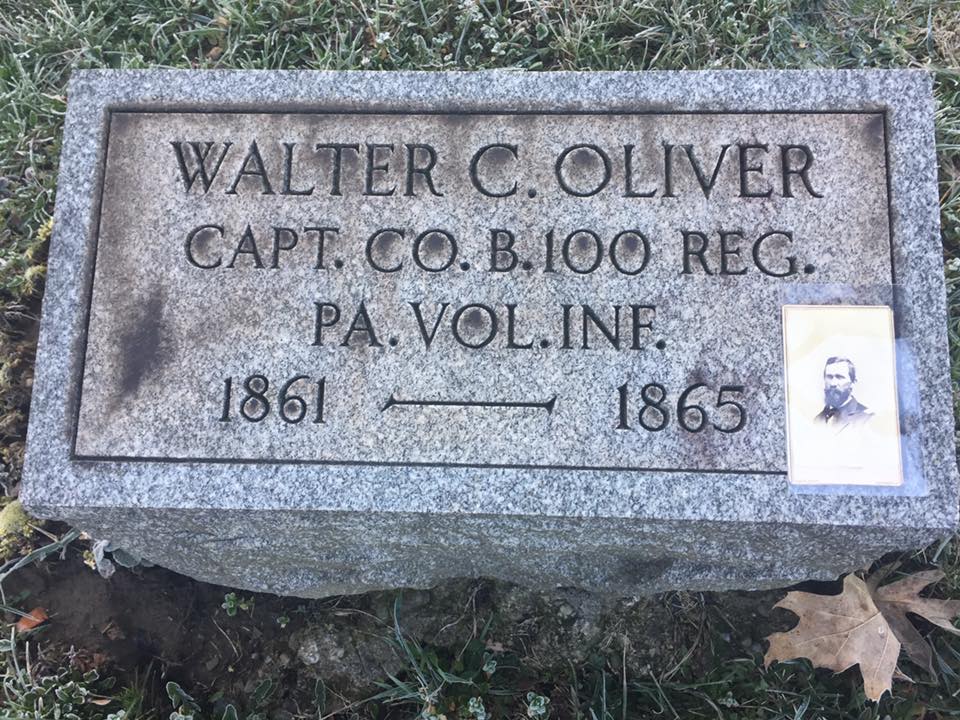 WALTER C. OLIVER
CAPT. CO. B. 100 REG.
PA. VOL. INF.
1861 — 1865